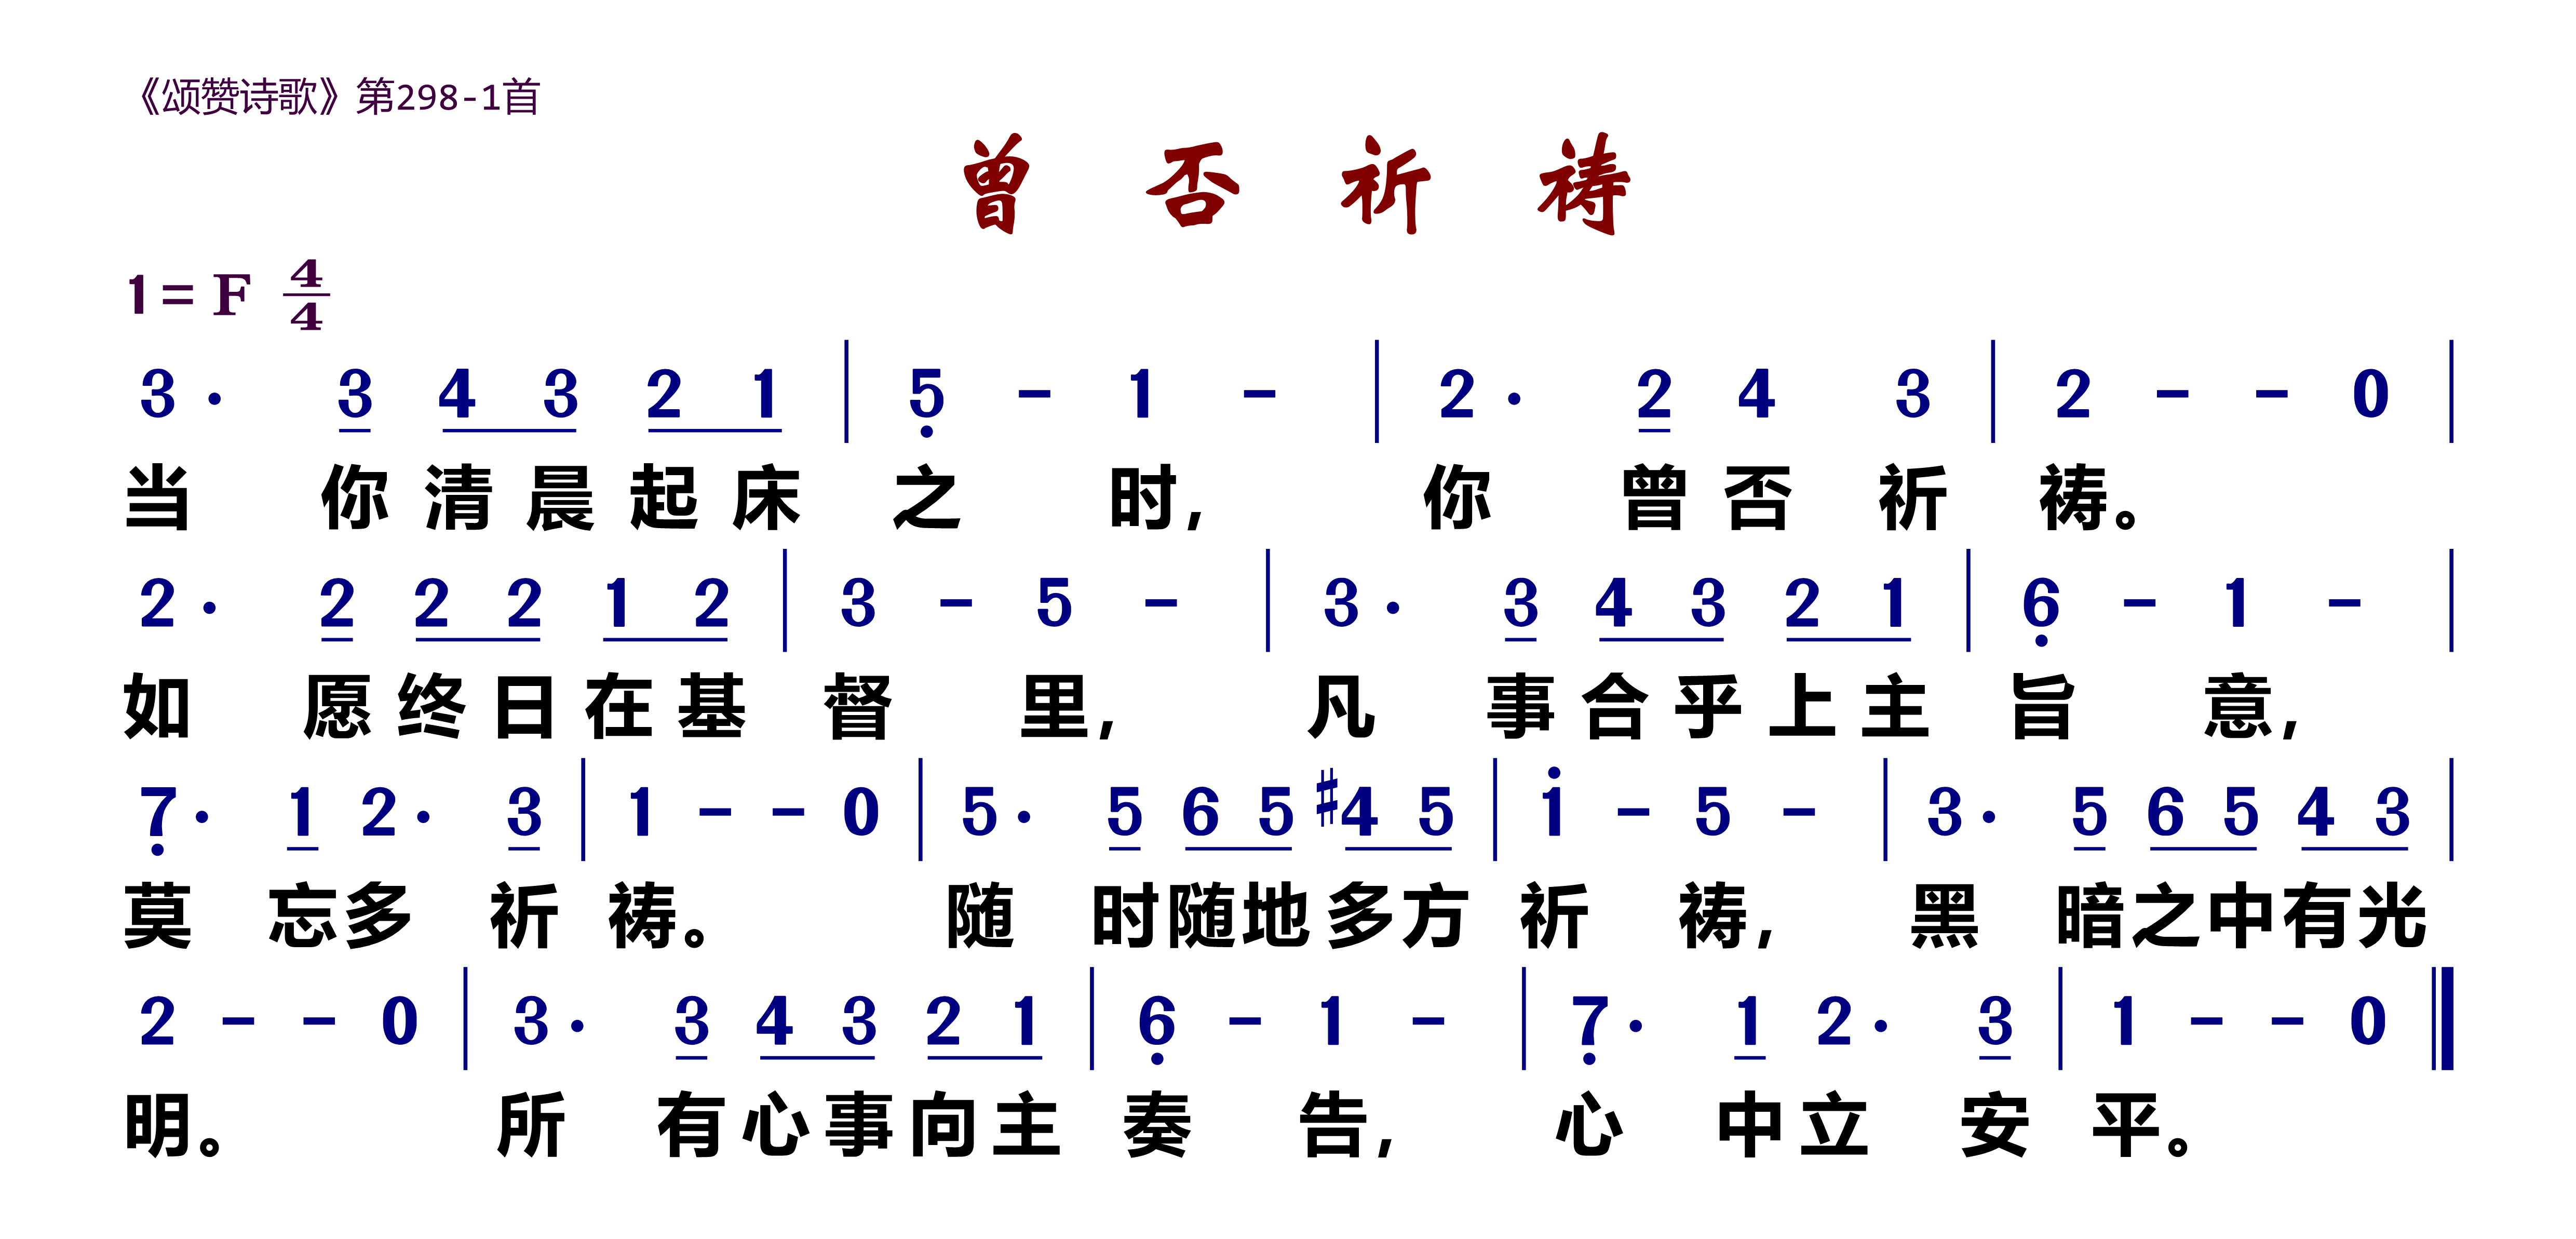 《颂赞诗歌》第298-1首
曾否祈祷
1=F 4/4
3· 3 4 3 2 1 | 5̣ - 1 - | 2· 2 4 3 | 2 - - 0 |
当你清晨起床之时,你曾否祈祷。
2· 2 2 2 1 2 | 3 - 5 - | 3· 3 4 3 2 1 | 6̣ - 1 - |
如愿终日在基督里,凡事合乎上主旨意,
7̣· 1 2· 3 | 1 - - 0 | 5· 5 6 5 #4 5 | 1̇ - 5 - | 3· 5 6 5 4 3 |
莫忘多祈祷。随时随地多方祈祷,黑暗之中有光
2 - - 0 | 3· 3 4 3 2 1 | 6̣ - 1 - | 7̣· 1 2· 3 | 1 - - 0 ‖
明。所有心事向主奏告,心中立安平。